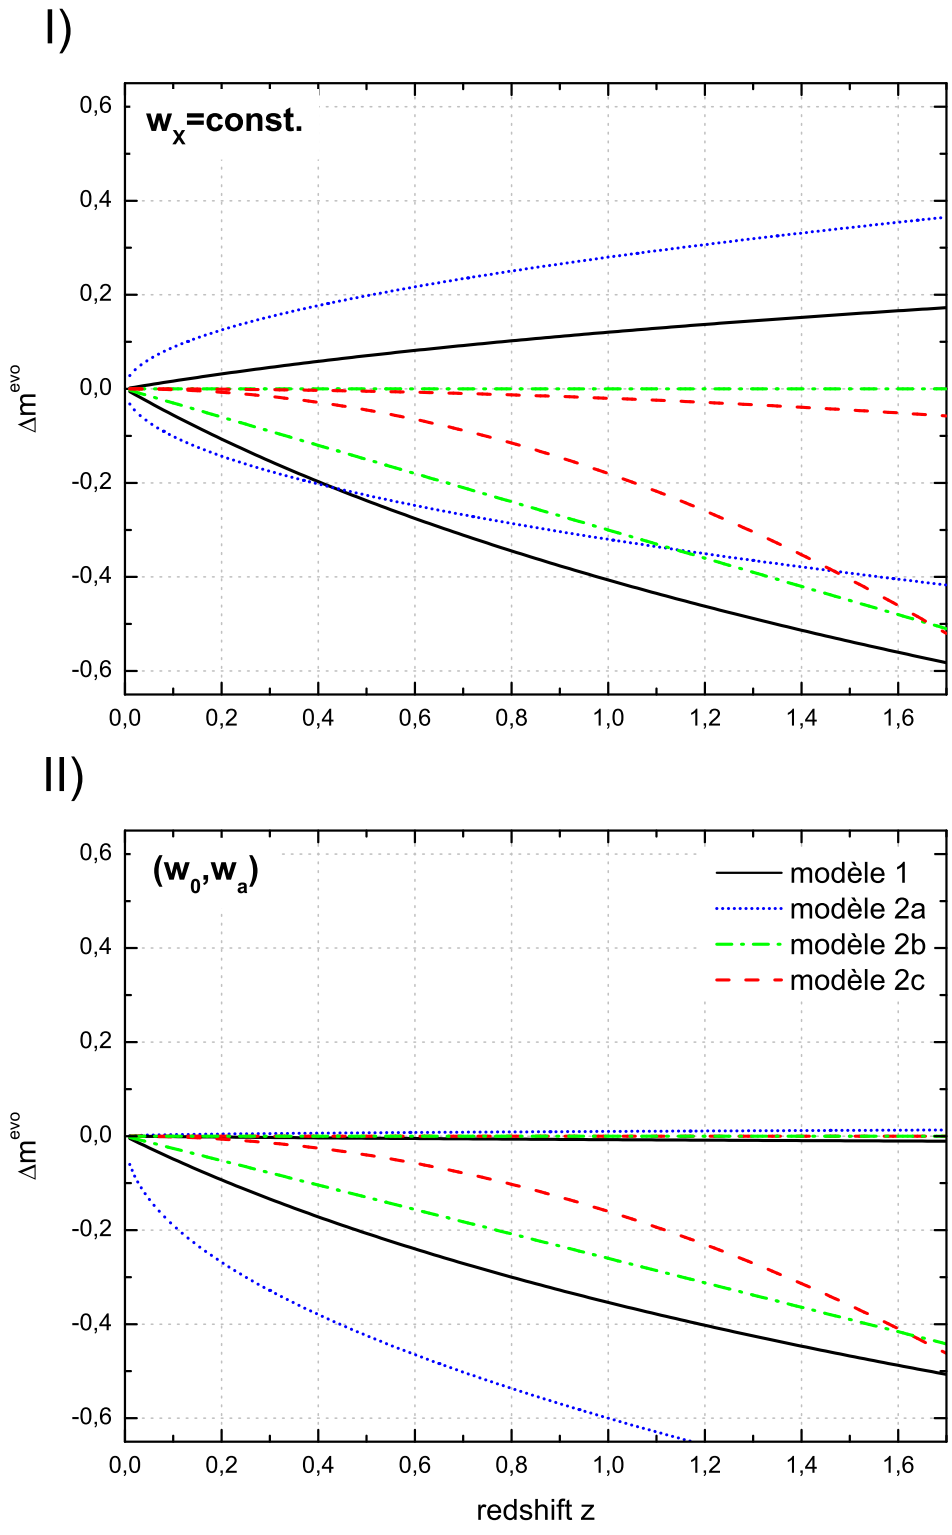 I)
w_X=const.
0,6
0,4
0,2
0,0
-0,2
-0,4
-0,6
Δm^evo
0,0 0,2 0,4 0,6 0,8 1,0 1,2 1,4 1,6
II)
(w_0,w_a)
modèle 1
modèle 2a
modèle 2b
modèle 2c
0,6
0,4
0,2
0,0
-0,2
-0,4
-0,6
Δm^evo
0,0 0,2 0,4 0,6 0,8 1,0 1,2 1,4 1,6
redshift z